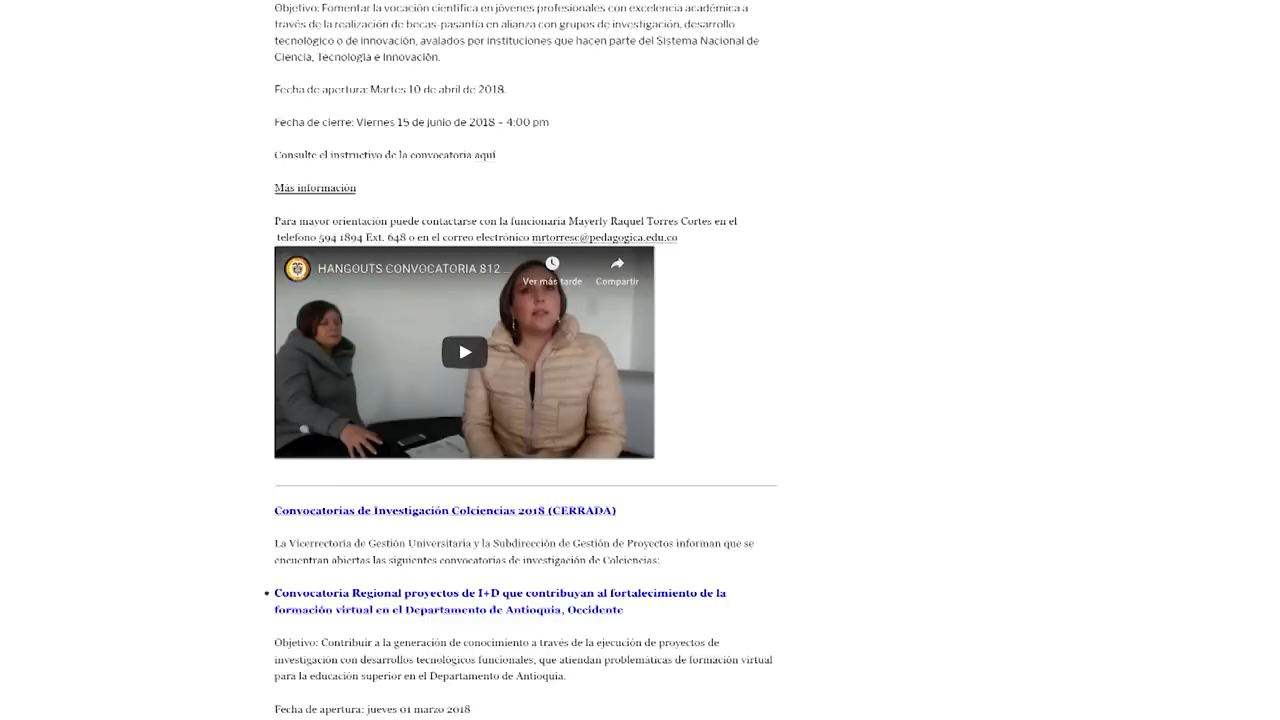 Objetivo: Fomentar la vocación científica en jóvenes profesionales con excelencia académica a
través de la realización de becas-pasantía en alianza con grupos de investigación, desarrollo
tecnológico o de innovación, avalados por instituciones que hacen parte del Sistema Nacional de
Ciencia, Tecnología e Innovación.
Fecha de apertura: Martes 10 de abril de 2018.
Fecha de cierre: Viernes 15 de junio de 2018 – 4:00 pm
Consulte el instructivo de la convocatoria aquí
Más información
Para mayor orientación puede contactarse con la funcionaria Mayerly Raquel Torres Cortes en el
telefono 594 1894 Ext. 648 o en el correo electrónico mrtorresc@pedagogica.edu.co
HANGOUTS CONVOCATORIA 812 ...
Ver más tarde
Compartir
Convocatorias de Investigación Colciencias 2018 (CERRADA)
La Vicerrectoría de Gestión Universitaria y la Subdirección de Gestión de Proyectos informan que se
encuentran abiertas las siguientes convocatorias de investigación de Colciencias:
• Convocatoria Regional proyectos de I+D que contribuyan al fortalecimiento de la
formación virtual en el Departamento de Antioquia, Occidente
Objetivo: Contribuir a la generación de conocimiento a través de la ejecución de proyectos de
investigación con desarrollos tecnológicos funcionales, que atiendan problemáticas de formación virtual
para la educación superior en el Departamento de Antioquia.
Fecha de apertura: jueves 01 marzo 2018